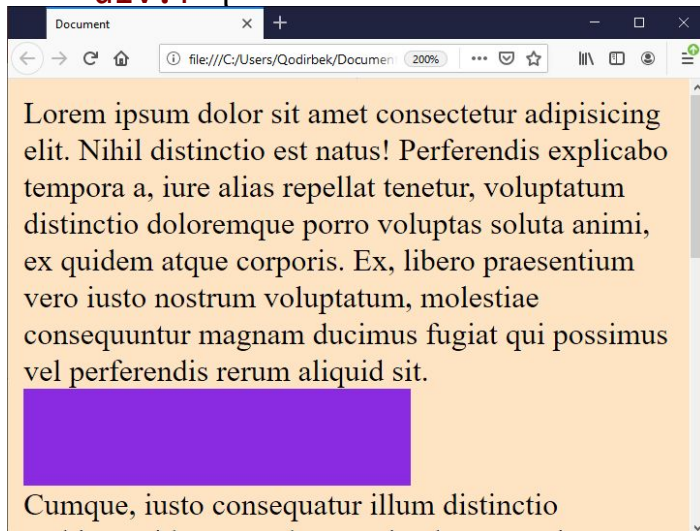 Document
file:///C:/Users/Qodirbek/Documen
200%
Lorem ipsum dolor sit amet consectetur adipisicing
elit. Nihil distinctio est natus! Perferendis explicabo
tempora a, iure alias repellat tenetur, voluptatum
distinctio doloremque porro voluptas soluta animi,
ex quidem atque corporis. Ex, libero praesentium
vero iusto nostrum voluptatum, molestiae
consequuntur magnam ducimus fugiat qui possimus
vel perferendis rerum aliquid sit.
Cumque, iusto consequatur illum distinctio